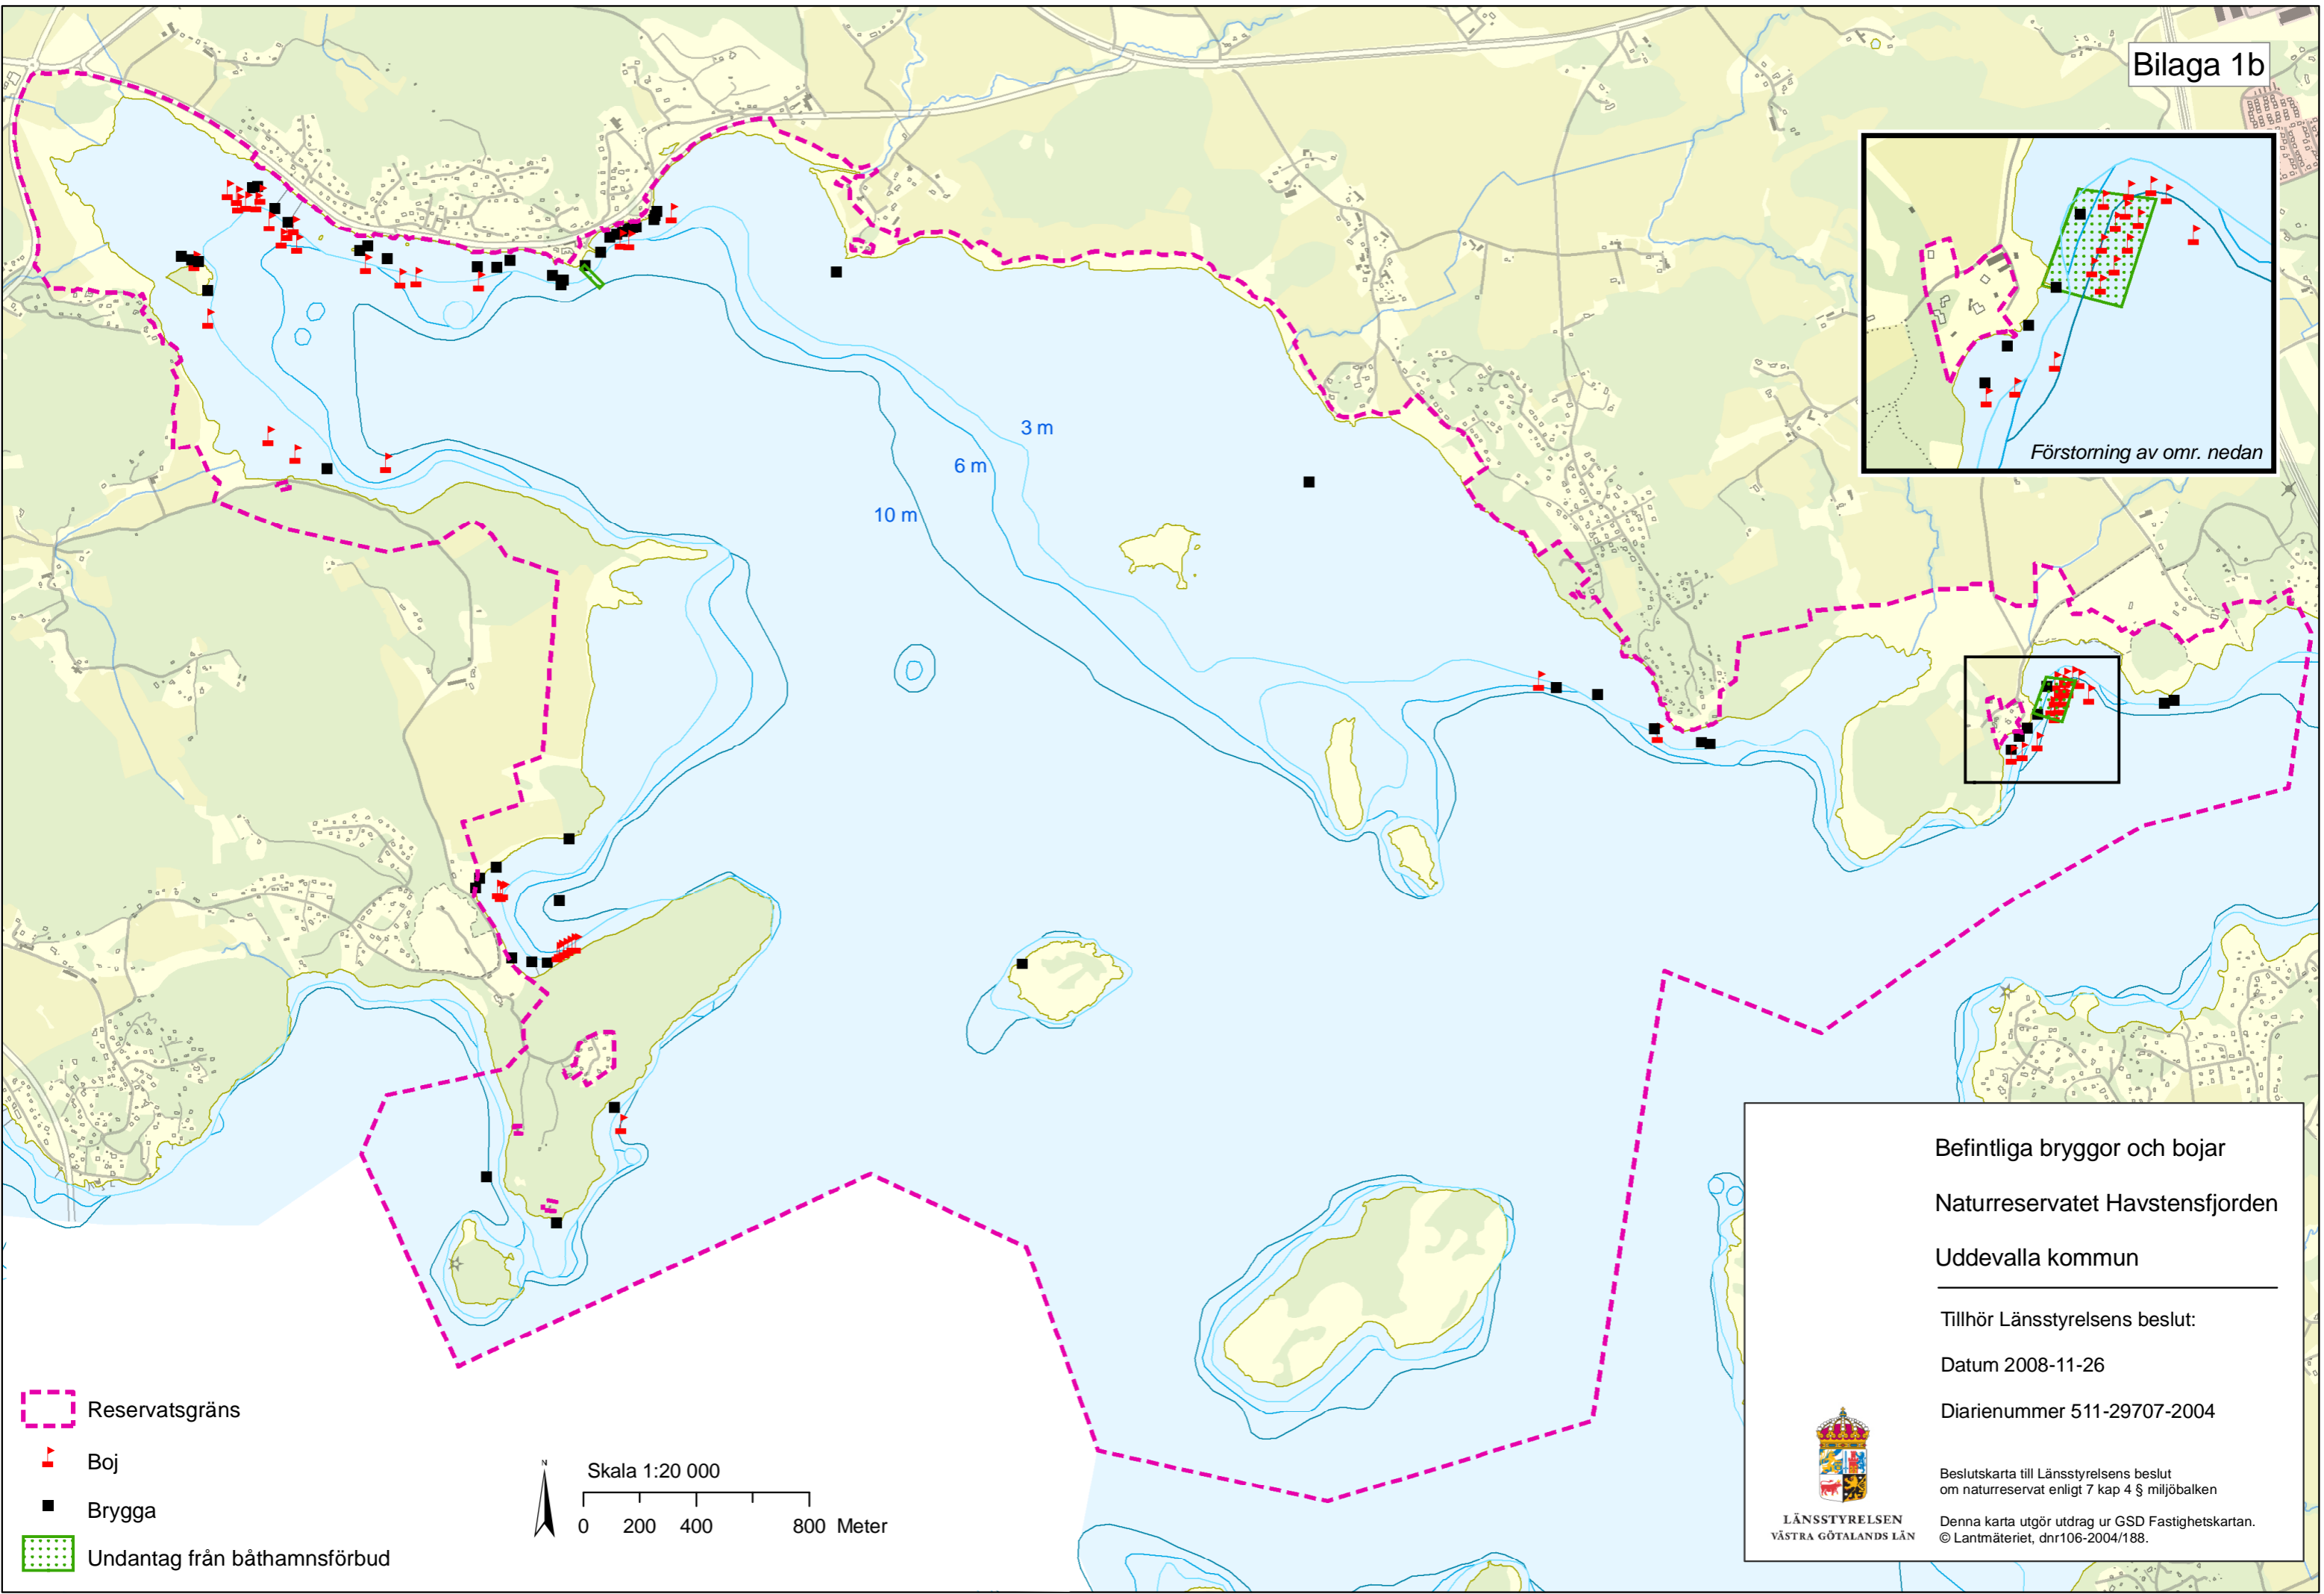 Bilaga 1b
Förstorning av omr. nedan
3 m
6 m
10 m
Befintliga bryggor och bojar
Naturreservatet Havstensfjorden
Uddevalla kommun
Tillhör Länsstyrelsens beslut:
Datum 2008-11-26
Diarienummer 511-29707-2004
Beslutskarta till Länsstyrelsens beslut
om naturreservat enligt 7 kap 4 § miljöbalken
Denna karta utgör utdrag ur GSD Fastighetskartan.
© Lantmäteriet, dnr106-2004/188.
LÄNSSTYRELSEN
VÄSTRA GÖTALANDS LÄN
Reservatsgräns
Boj
Brygga
Undantag från båthamnsförbud
N
Skala 1:20 000
0 200 400 800 Meter